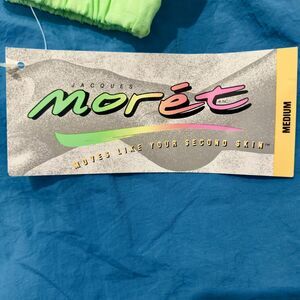 JACQUES
morét
MOVES LIKE YOUR SECOND SKIN™
MEDIUM